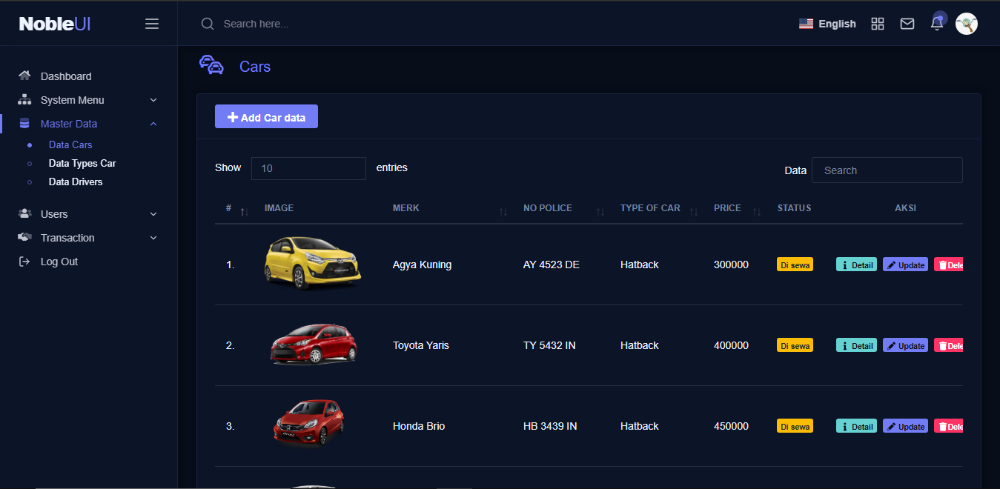 NobleUI
Search here...
English
Dashboard
System Menu
Master Data
Data Cars
Data Types Car
Data Drivers
Users
Transaction
Log Out
Cars
Add Car data
Show 10 entries
Data Search
# IMAGE MERK NO POLICE TYPE OF CAR PRICE STATUS AKSI
1. Agya Kuning AY 4523 DE Hatback 300000 Di sewa Detail Update Dele
2. Toyota Yaris TY 5432 IN Hatback 400000 Di sewa Detail Update Dele
3. Honda Brio HB 3439 IN Hatback 450000 Di sewa Detail Update Dele